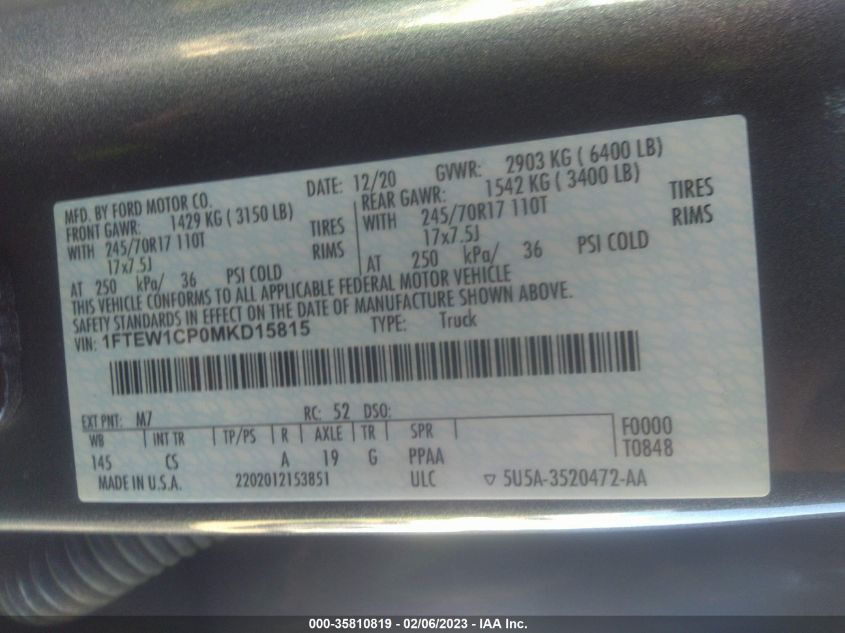 MFD. BY FORD MOTOR CO. DATE: 12/20 GVWR: 2903 KG ( 6400 LB)
FRONT GAWR: 1429 KG ( 3150 LB) REAR GAWR: 1542 KG ( 3400 LB)
WITH 245/70R17 110T TIRES WITH 245/70R17 110T TIRES
17x7.5J RIMS 17x7.5J RIMS
AT 250 kPa/ 36 PSI COLD AT 250 kPa/ 36 PSI COLD
THIS VEHICLE CONFORMS TO ALL APPLICABLE FEDERAL MOTOR VEHICLE
SAFETY STANDARDS IN EFFECT ON THE DATE OF MANUFACTURE SHOWN ABOVE.
VIN: 1FTEW1CP0MKD15815 TYPE: Truck
EXT PNT: M7 RC: 52 DSO:
WB INT TR TP/PS R AXLE TR SPR F0000
145 CS A 19 G PPAA T0848
MADE IN U.S.A. 2202012153851 ULC ▽ 5U5A-3520472-AA
000-35810819 - 02/06/2023 - IAA Inc.